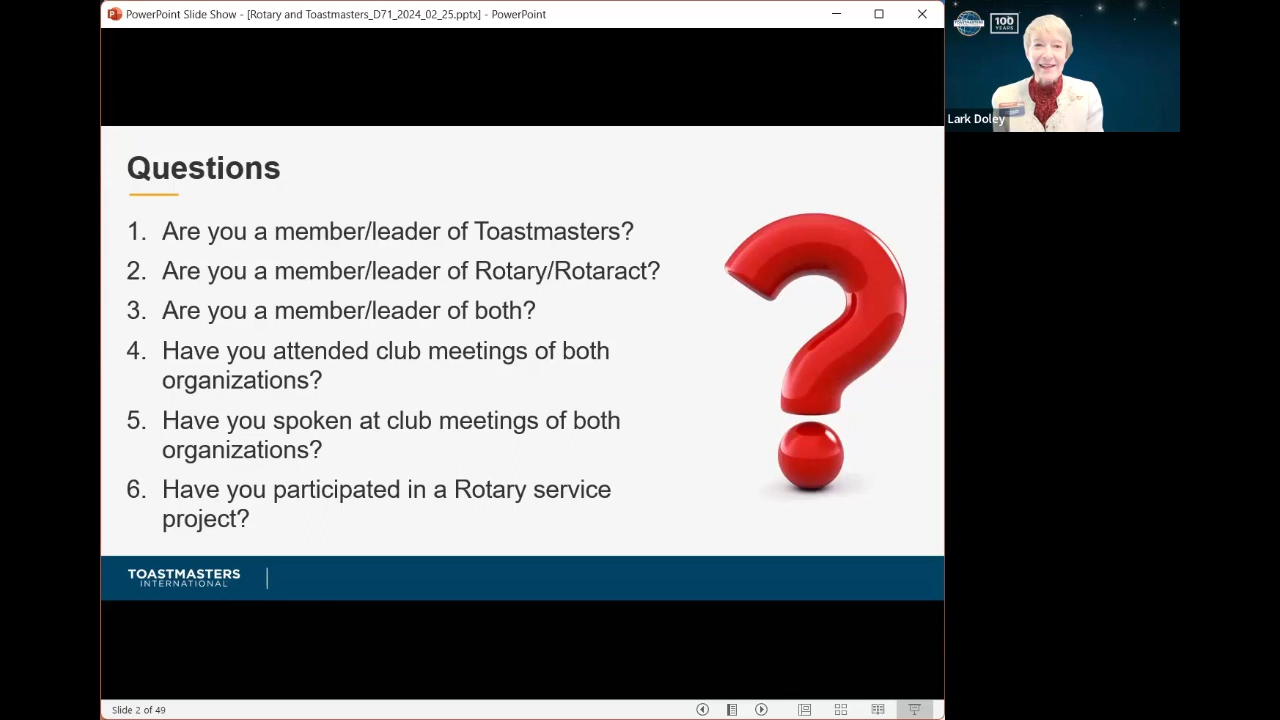 PowerPoint Slide Show - [Rotary and Toastmasters_D71_2024_02_25.pptx] - PowerPoint
TOASTMASTERS
100
YEARS
Lark Doley
Questions
1. Are you a member/leader of Toastmasters?
2. Are you a member/leader of Rotary/Rotaract?
3. Are you a member/leader of both?
4. Have you attended club meetings of both
organizations?
5. Have you spoken at club meetings of both
organizations?
6. Have you participated in a Rotary service
project?
TOASTMASTERS
INTERNATIONAL
Slide 2 of 49